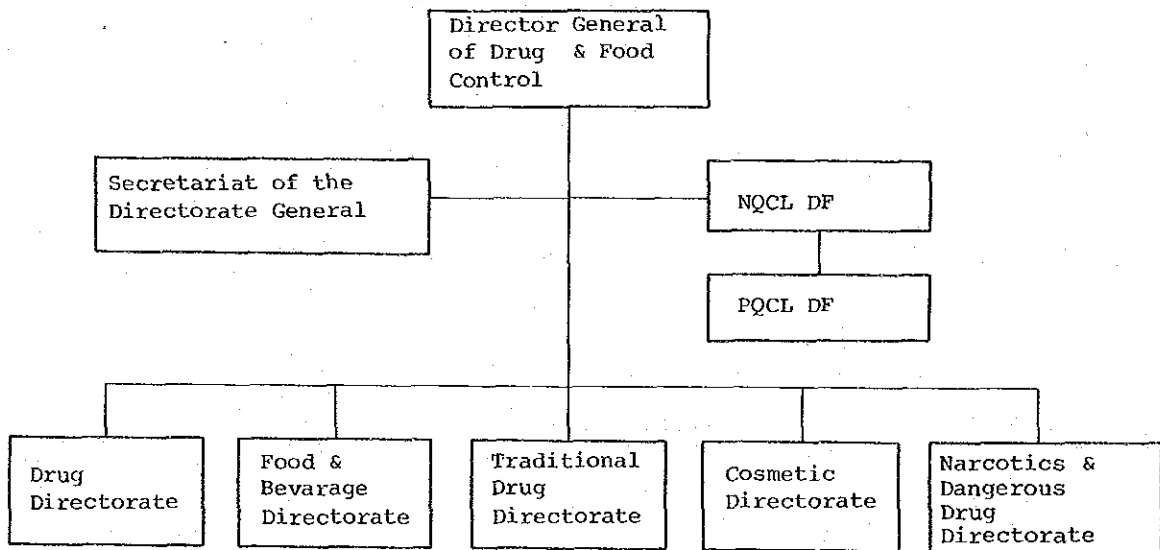 Director General
of Drug & Food
Control
Secretariat of the
Directorate General
NQCL DF
PQCL DF
Drug
Directorate
Food &
Bevarage
Directorate
Traditional
Drug
Directorate
Cosmetic
Directorate
Narcotics &
Dangerous
Drug
Directorate